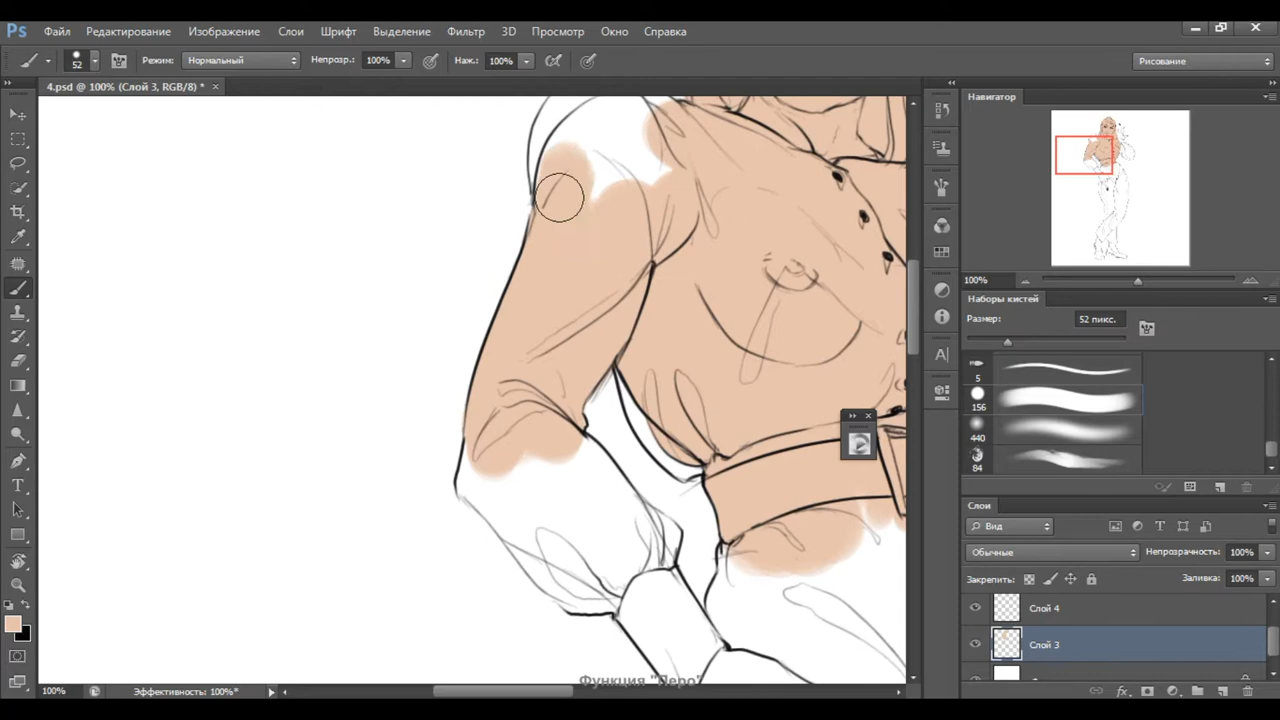 Ps Файл Редактирование Изображение Слои Шрифт Выделение Фильтр 3D Просмотр Окно Справка
52 Режим: Нормальный Непрозр.: 100% Наж.: 100% Рисование
4.psd @ 100% (Слой 3, RGB/8) * ×
Навигатор
100%
Наборы кистей
Размер: 52 пикс.
5
156
440
84
Слои
Вид
Обычные Непрозрачность: 100%
Закрепить: Заливка: 100%
Слой 4
Слой 3
Функция "Перо"
100% Эффективность: 100%*